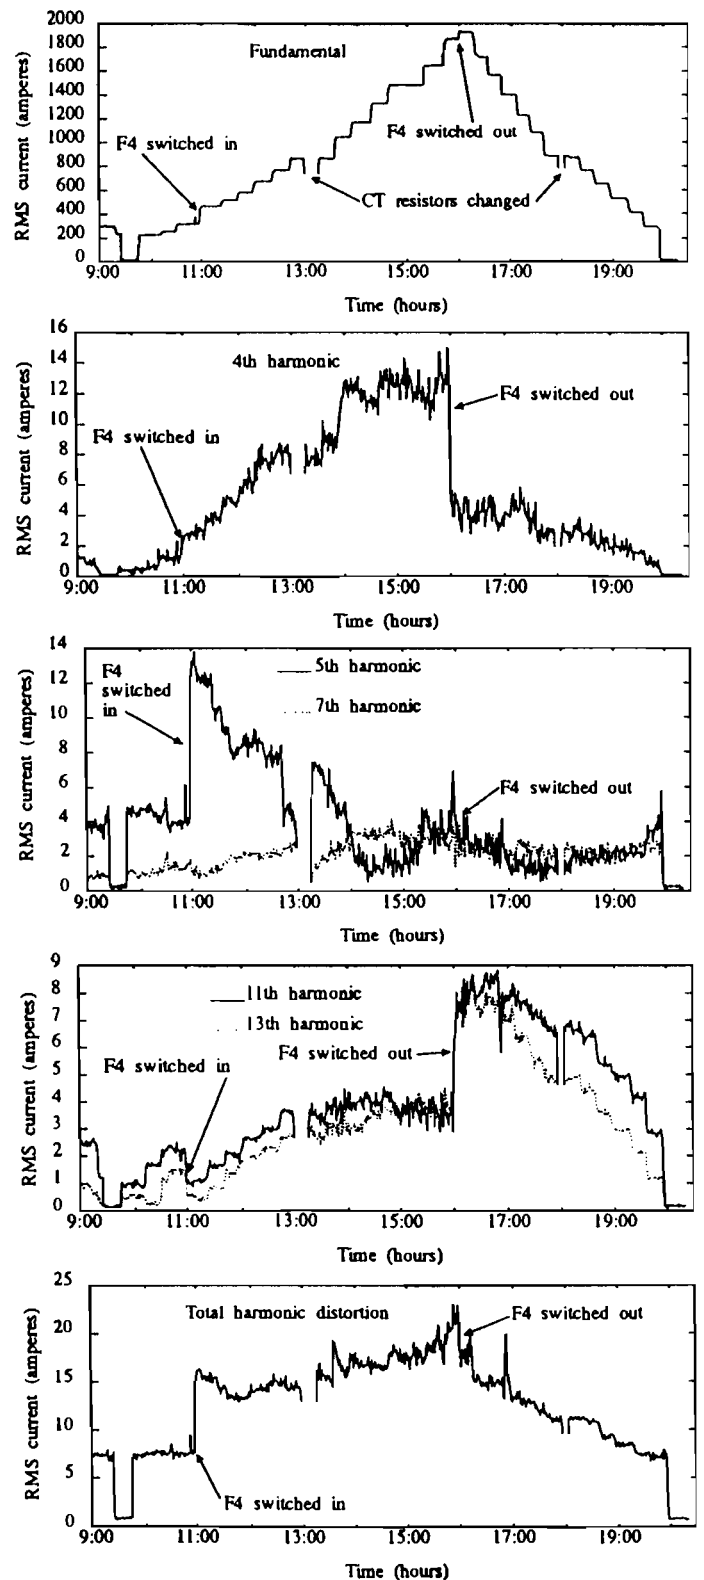 2000
1800
1600
1400
1200
1000
800
600
400
200
0
RMS current (amperes)
Fundamental
F4 switched in
F4 switched out
CT resistors changed
9:00 11:00 13:00 15:00 17:00 19:00
Time (hours)
16
14
12
10
8
6
4
2
0
RMS current (amperes)
4th harmonic
F4 switched in
F4 switched out
9:00 11:00 13:00 15:00 17:00 19:00
Time (hours)
14
12
10
8
6
4
2
0
RMS current (amperes)
F4
switched
in
5th harmonic
7th harmonic
F4 switched out
9:00 11:00 13:00 15:00 17:00 19:00
Time (hours)
9
8
7
6
5
4
3
2
1
0
RMS current (amperes)
11th harmonic
13th harmonic
F4 switched in
F4 switched out
9:00 11:00 13:00 15:00 17:00 19:00
Time (hours)
25
20
15
10
5
0
RMS current (amperes)
Total harmonic distortion
F4 switched out
F4 switched in
9:00 11:00 13:00 15:00 17:00 19:00
Time (hours)